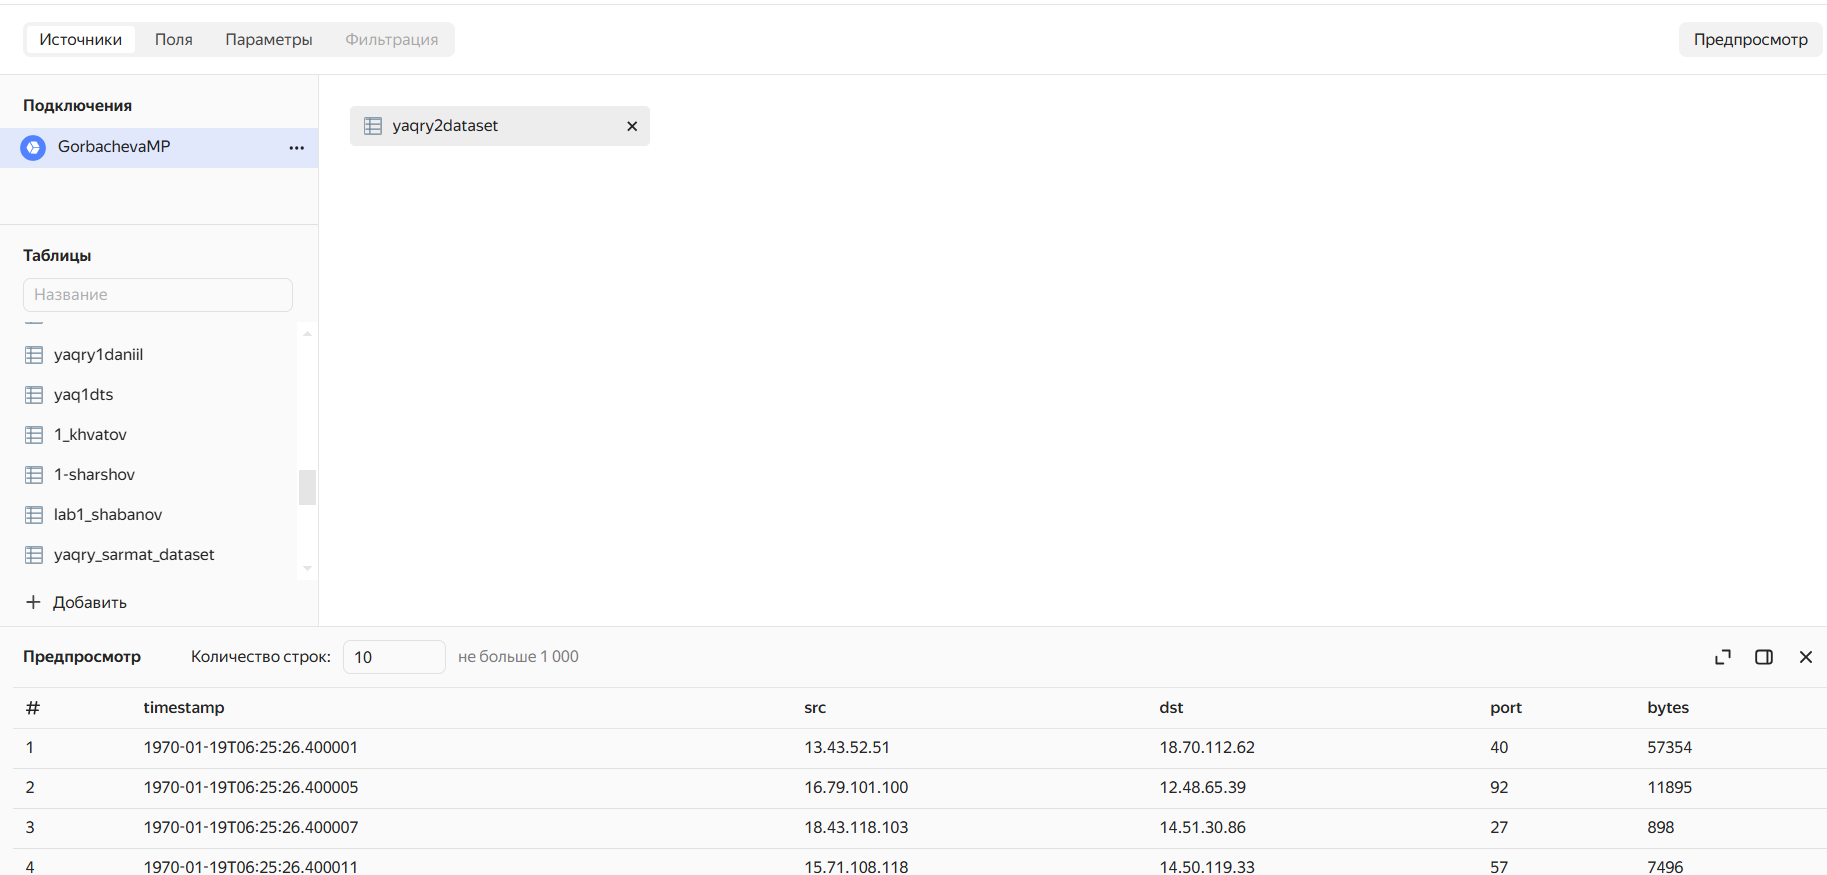 Источники Поля Параметры Фильтрация Предпросмотр
Подключения
GorbachevaMP
yaqry2dataset
Таблицы
Название
yaqry1daniil
yaq1dts
1_khvatov
1-sharshov
lab1_shabanov
yaqry_sarmat_dataset
Добавить
Предпросмотр Количество строк: 10 не больше 1 000
# timestamp src dst port bytes
1 1970-01-19T06:25:26.400001 13.43.52.51 18.70.112.62 40 57354
2 1970-01-19T06:25:26.400005 16.79.101.100 12.48.65.39 92 11895
3 1970-01-19T06:25:26.400007 18.43.118.103 14.51.30.86 27 898
4 1970-01-19T06:25:26.400011 15.71.108.118 14.50.119.33 57 7496